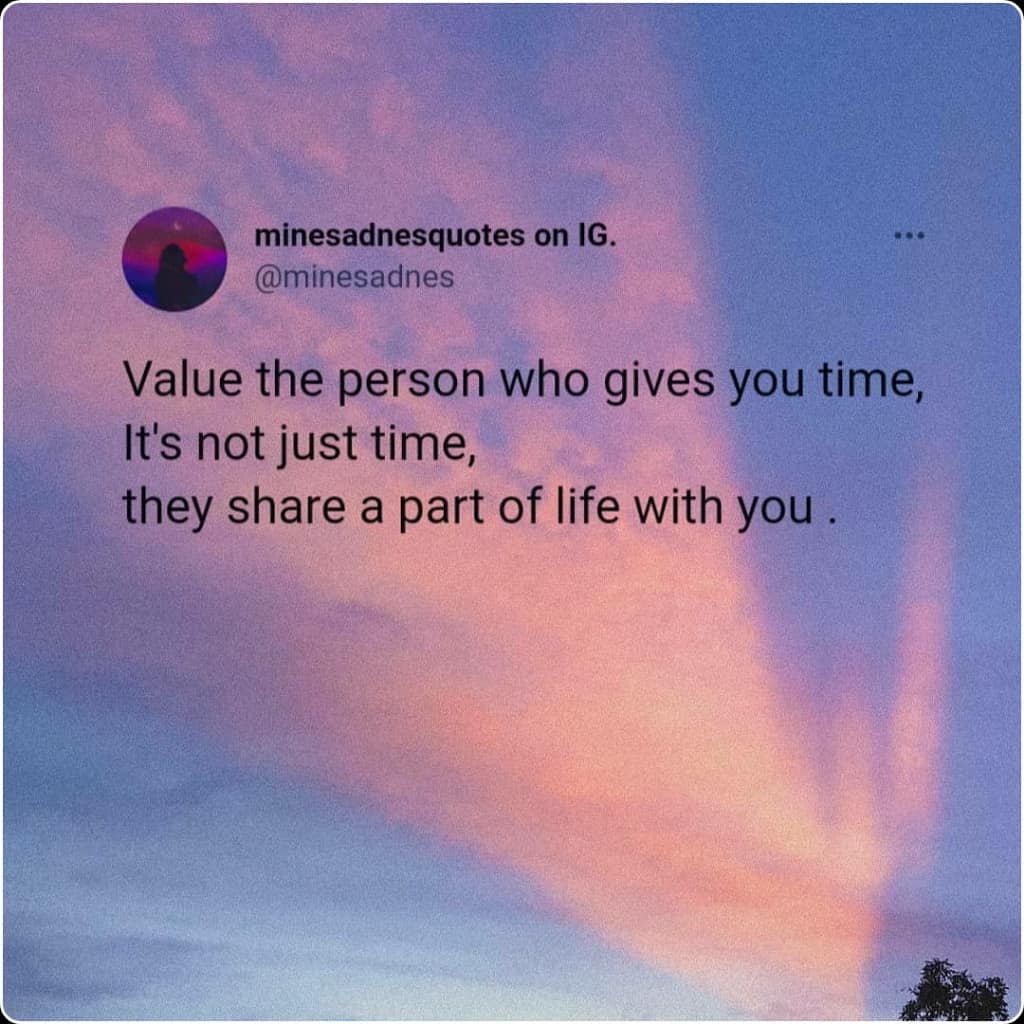 minesadnesquotes on IG.
@minesadnes
Value the person who gives you time,
It's not just time,
they share a part of life with you .